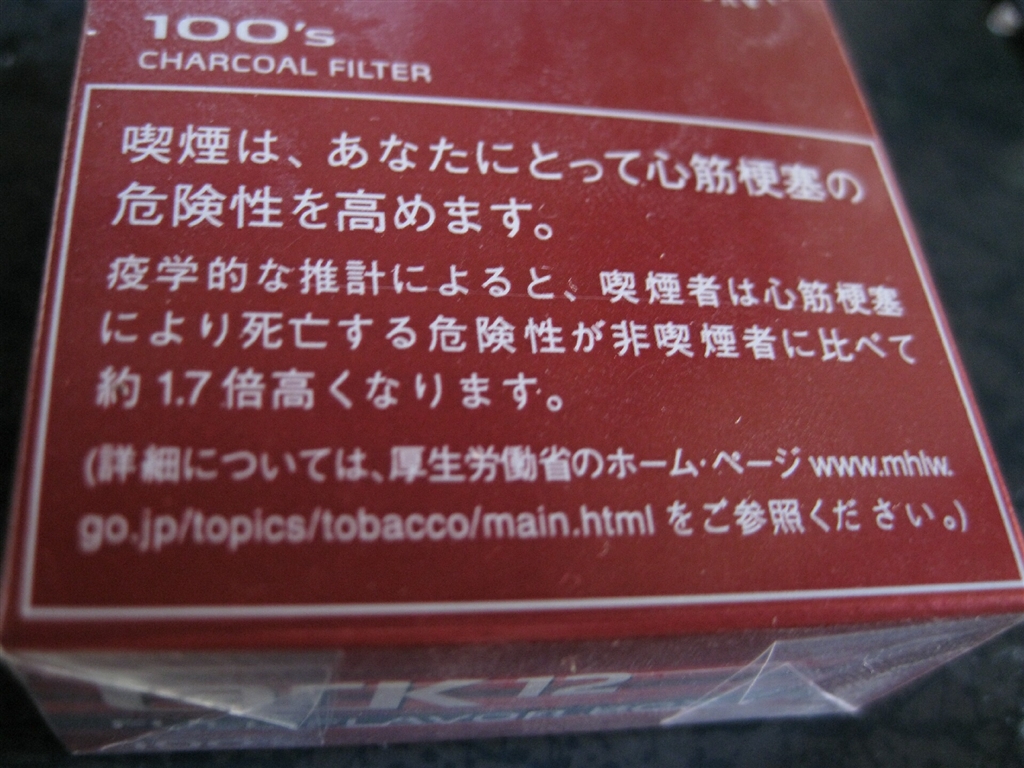 100's
CHARCOAL FILTER
喫煙は、あなたにとって心筋梗塞の
危険性を高めます。
疫学的な推計によると、喫煙者は心筋梗塞
により死亡する危険性が非喫煙者に比べて
約1.7倍高くなります。
(詳細については、厚生労働省のホーム・ページ www.mhlw.
go.jp/topics/tobacco/main.html をご参照ください。)
12